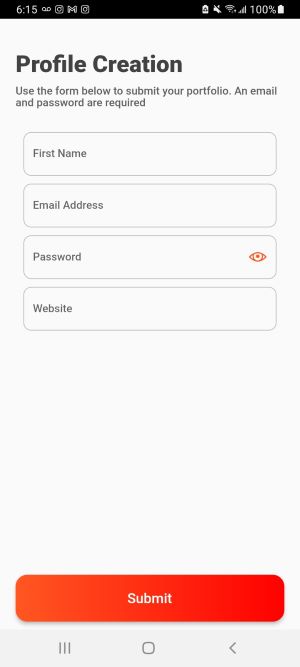 6:15
100%
Profile Creation
Use the form below to submit your portfolio. An email
and password are required
First Name
Email Address
Password
Website
Submit